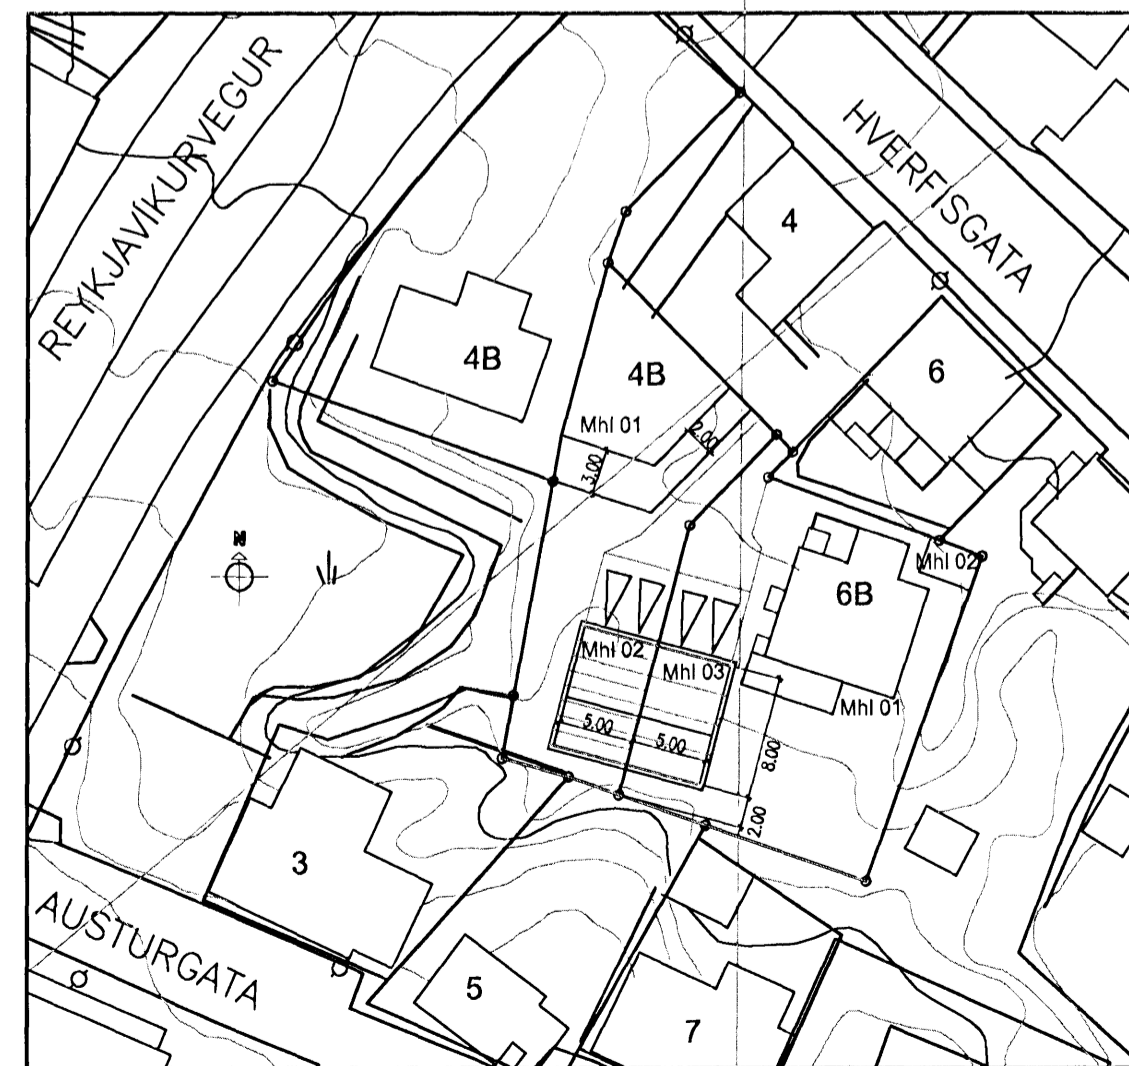 REYKJAVÍKURVEGUR
HVERFISGATA
4
4B
4B
6
Mhl 01
2.00
3.00
N
Mhl 02
6B
Mhl 02
Mhl 03
Mhl 01
5.00
5.00
8.00
2.00
3
AUSTURGATA
5
7